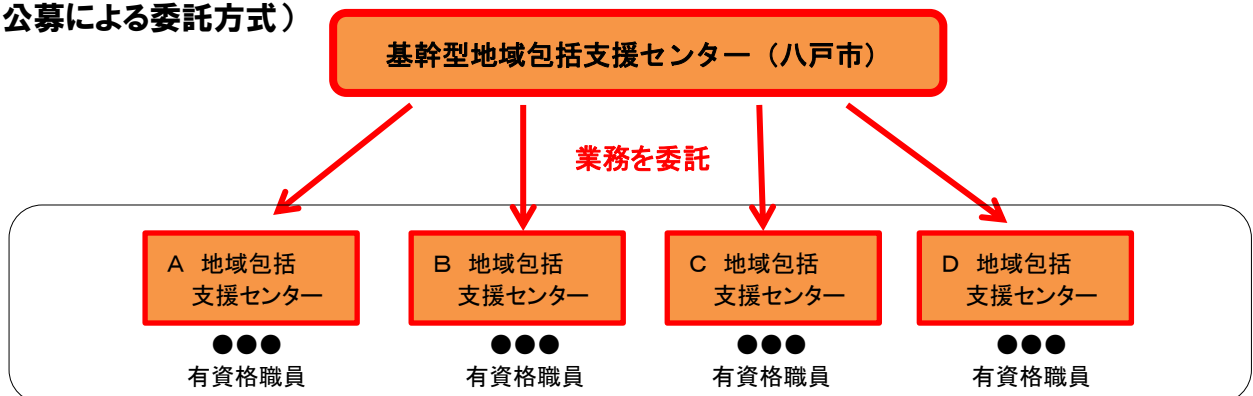 公募による委託方式）
基幹型地域包括支援センター（八戸市）
業務を委託
A 地域包括
支援センター
B 地域包括
支援センター
C 地域包括
支援センター
D 地域包括
支援センター
●●●
有資格職員
●●●
有資格職員
●●●
有資格職員
●●●
有資格職員